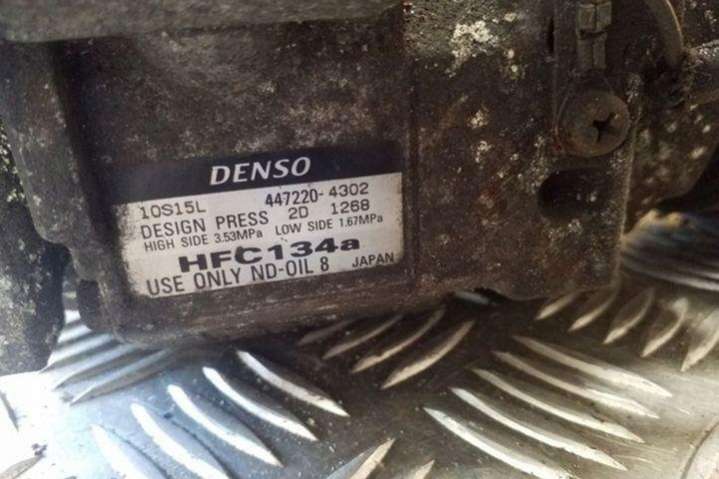 DENSO
10S15L 447220-4302
DESIGN PRESS 2D 1268
HIGH SIDE 3.53MPa LOW SIDE 1.67MPa
HFC134a
USE ONLY ND-OIL 8 JAPAN